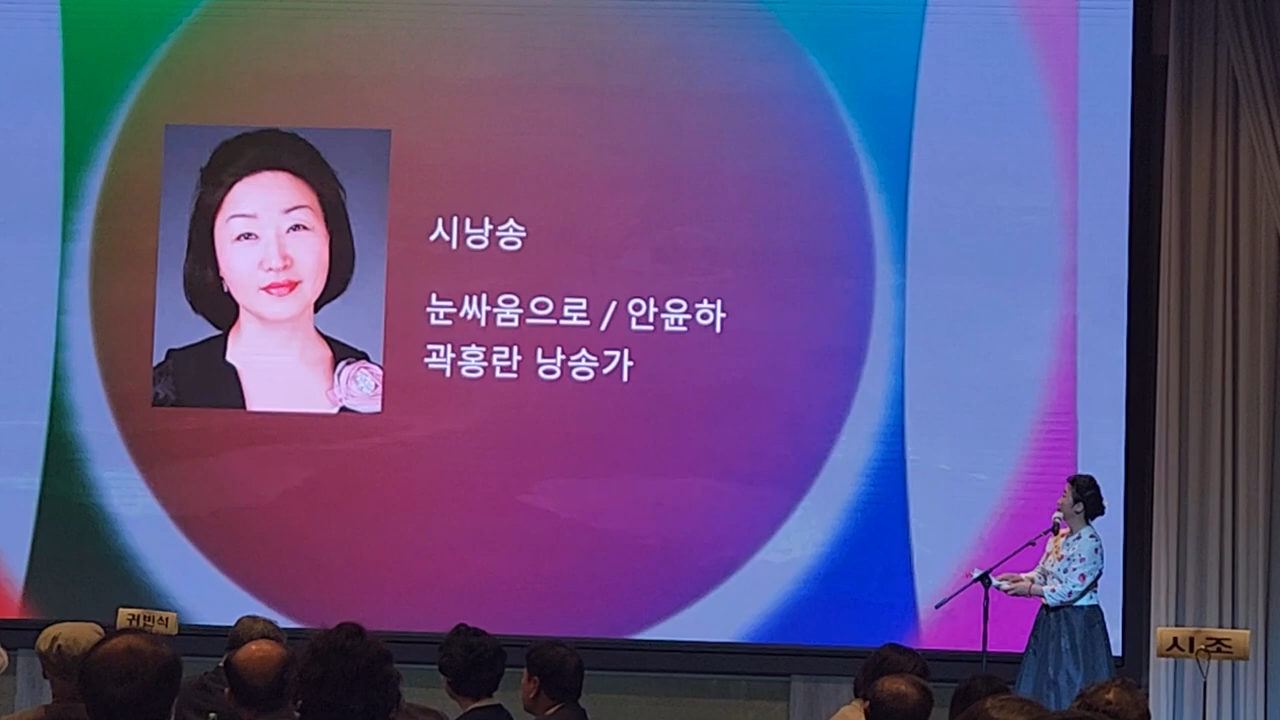 시낭송
눈싸움으로 / 안윤하
곽홍란 낭송가
귀빈석
시조